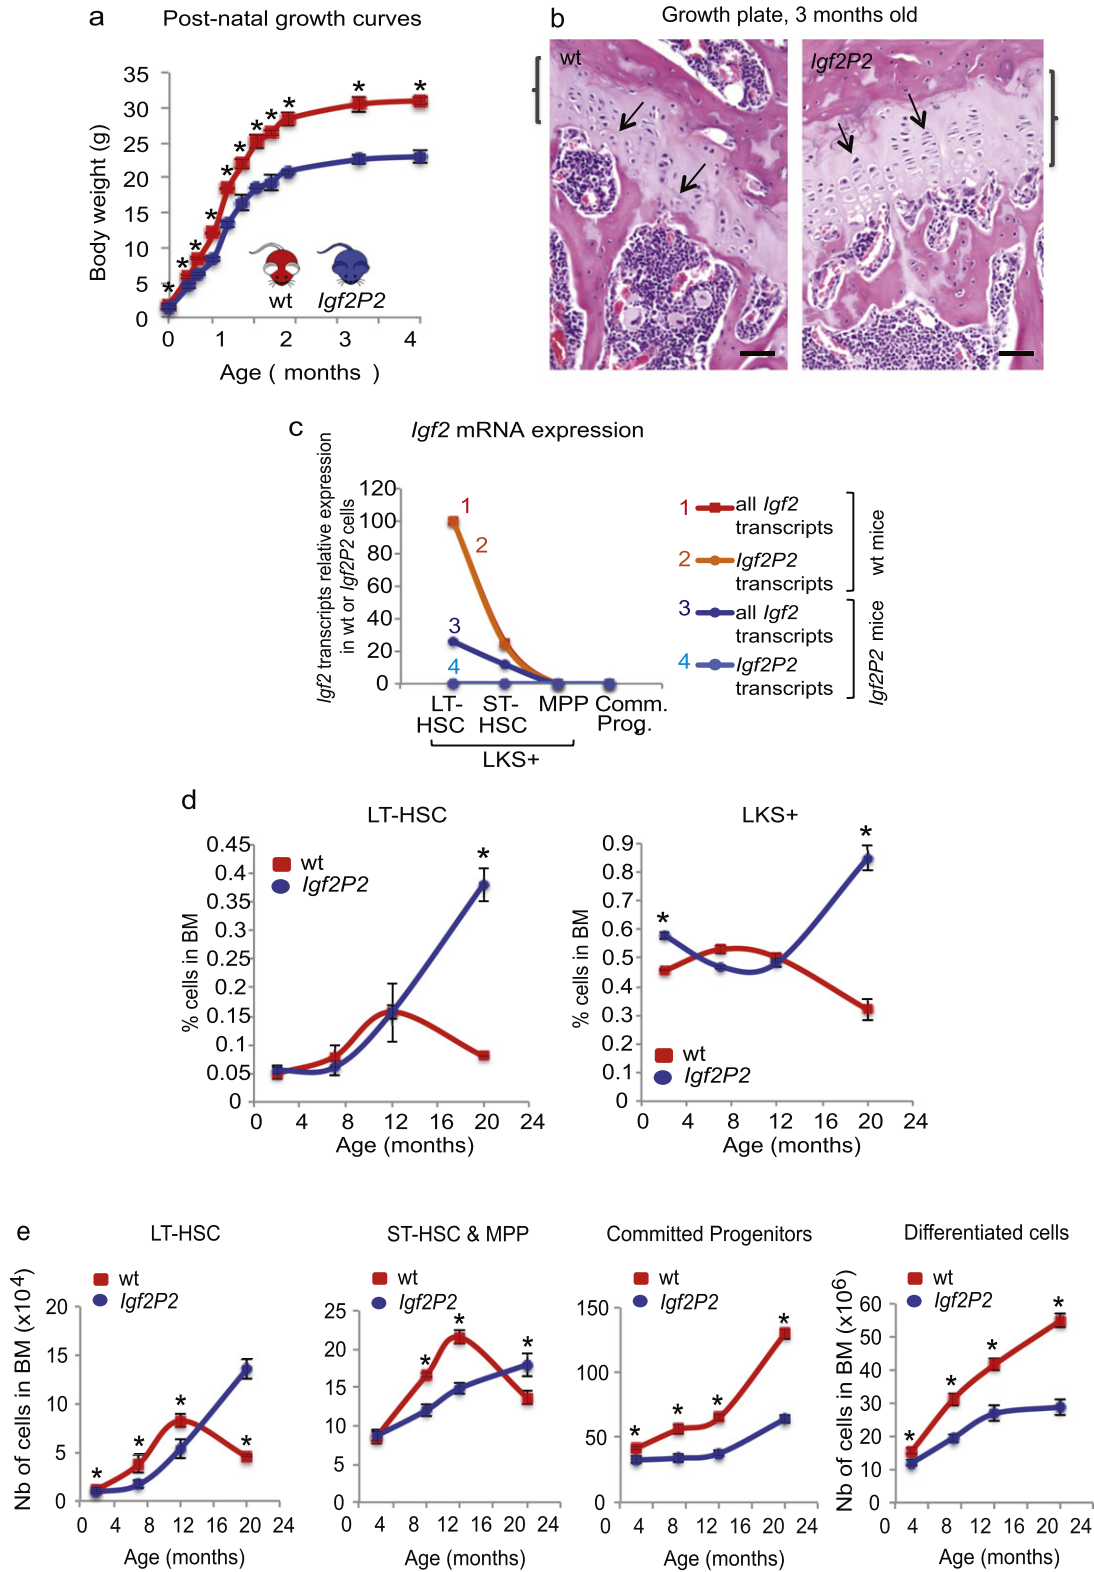 a
Post-natal growth curves
Body weight (g)
35
30
25
20
15
10
5
0
* * * * * * * * * * *
wt
Igf2P2
0 1 2 3 4
Age ( months )
b
Growth plate, 3 months old
wt
Igf2P2
c
Igf2 mRNA expression
Igf2 transcripts relative expression
in wt or Igf2P2 cells
120
100
80
60
40
20
0
1
2
3
4
LT-
HSC
ST-
HSC
MPP
Comm.
Prog.
LKS+
1 all Igf2
transcripts
2 Igf2P2
transcripts
wt mice
3 all Igf2
transcripts
4 Igf2P2
transcripts
Igf2P2 mice
d
LT-HSC
% cells in BM
0.45
0.4
0.35
0.3
0.25
0.2
0.15
0.1
0.05
0
wt
Igf2P2
*
0 4 8 12 16 20 24
Age (months)
LKS+
% cells in BM
0.9
0.8
0.7
0.6
0.5
0.4
0.3
0.2
0.1
0
* *
wt
Igf2P2
0 4 8 12 16 20 24
Age (months)
e
LT-HSC
Nb of cells in BM (x10⁴)
wt
Igf2P2
20
15
10
5
0
* * * *
0 4 8 12 16 20 24
Age (months)
ST-HSC & MPP
wt
Igf2P2
25
20
15
10
5
0
* * *
0 4 8 12 16 20 24
Age (months)
Committed Progenitors
wt
Igf2P2
150
100
50
0
* * * *
0 4 8 12 16 20 24
Age (months)
Differentiated cells
Nb of cells in BM (x10⁶)
wt
Igf2P2
60
50
40
30
20
10
0
* * * *
0 4 8 12 16 20 24
Age (months)